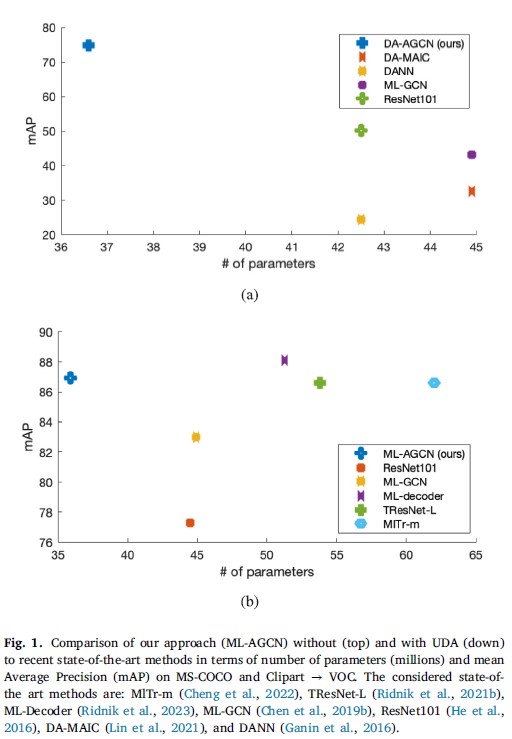 80
70
60
50
40
30
20
mAP
DA-AGCN (ours)
DA-MAIC
DANN
ML-GCN
ResNet101
36 37 38 39 40 41 42 43 44 45
# of parameters
(a)
90
88
86
84
82
80
78
76
mAP
ML-AGCN (ours)
ResNet101
ML-GCN
ML-decoder
TResNet-L
MlTr-m
35 40 45 50 55 60 65
# of parameters
(b)
Fig. 1. Comparison of our approach (ML-AGCN) without (top) and with UDA (down)
to recent state-of-the-art methods in terms of number of parameters (millions) and mean
Average Precision (mAP) on MS-COCO and Clipart → VOC. The considered state-of-
the art methods are: MlTr-m (Cheng et al., 2022), TResNet-L (Ridnik et al., 2021b),
ML-Decoder (Ridnik et al., 2023), ML-GCN (Chen et al., 2019b), ResNet101 (He et al.,
2016), DA-MAIC (Lin et al., 2021), and DANN (Ganin et al., 2016).